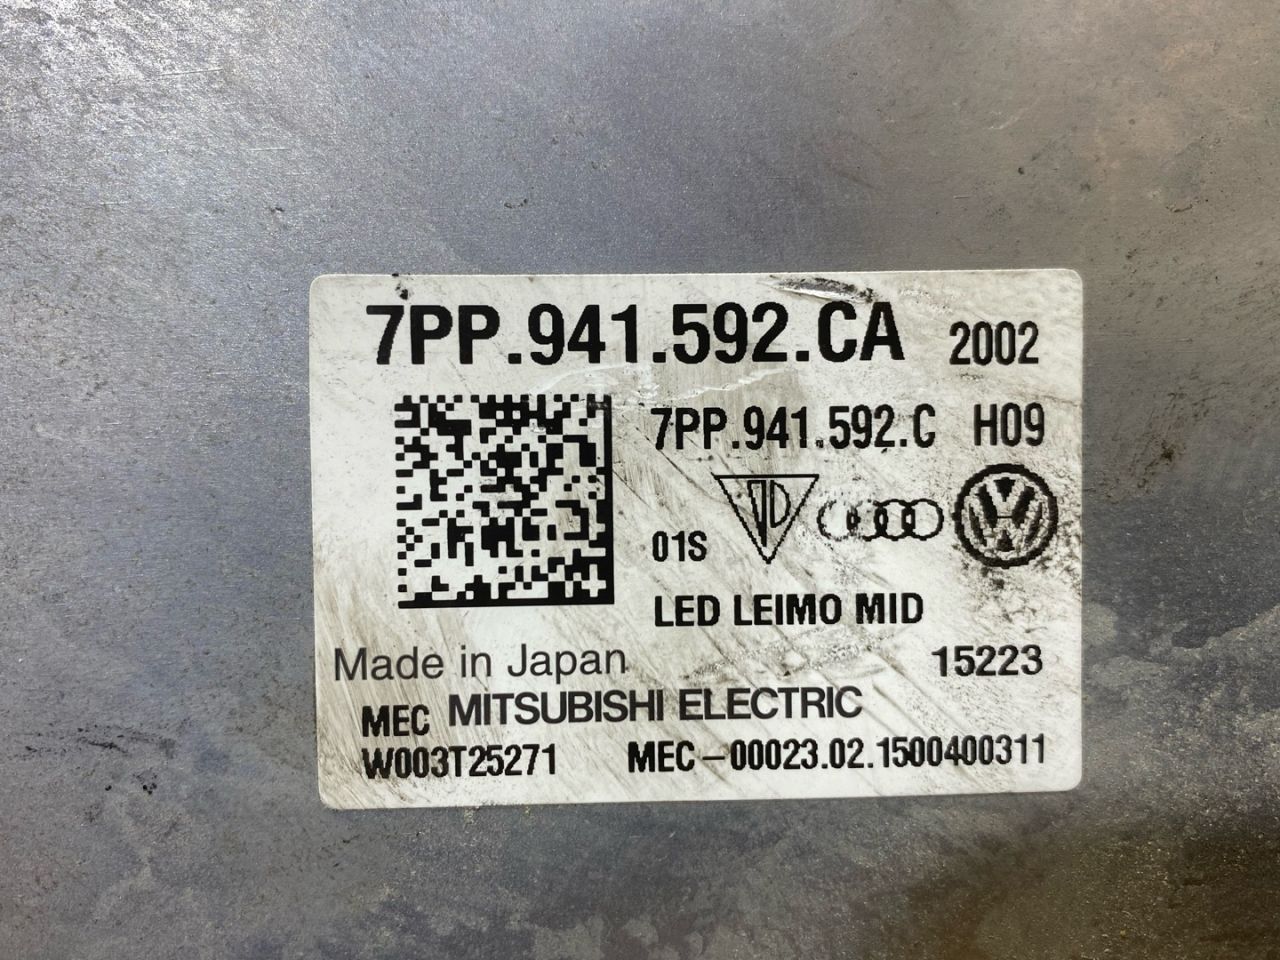 7PP.941.592.CA 2002
7PP.941.592.C H09
01S
LED LEIMO MID
Made in Japan 15223
MEC MITSUBISHI ELECTRIC
W003T25271 MEC-00023.02.1500400311